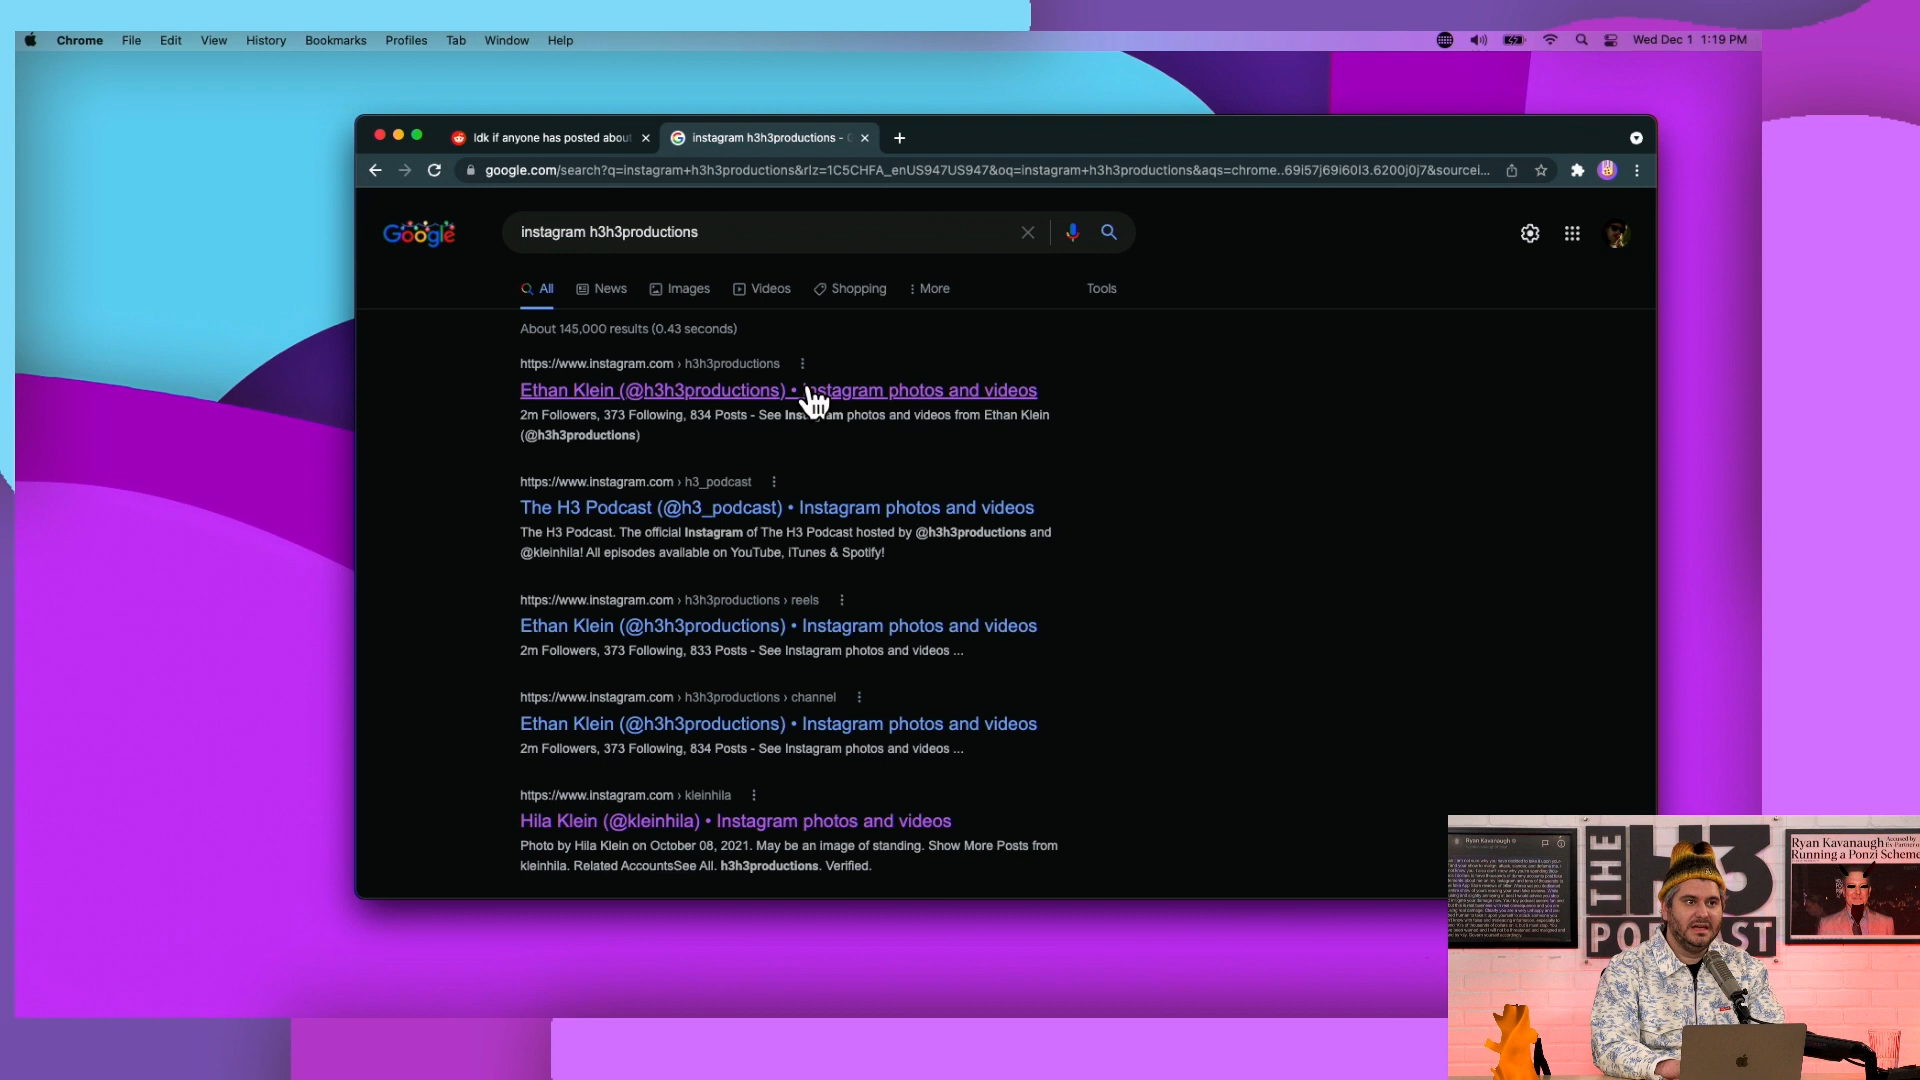 Chrome File Edit View History Bookmarks Profiles Tab Window Help
Wed Dec 1 1:19 PM
Idk if anyone has posted about
instagram h3h3productions -
google.com/search?q=instagram+h3h3productions&rlz=1C5CHFA_enUS947US947&oq=instagram+h3h3productions&aqs=chrome..69i57j69i60l3.6200j0j7&sourcei...
Google
instagram h3h3productions
All News Images Videos Shopping More Tools
About 145,000 results (0.43 seconds)
https://www.instagram.com › h3h3productions
Ethan Klein (@h3h3productions) • Instagram photos and videos
2m Followers, 373 Following, 834 Posts - See Instagram photos and videos from Ethan Klein
(@h3h3productions)
https://www.instagram.com › h3_podcast
The H3 Podcast (@h3_podcast) • Instagram photos and videos
The H3 Podcast. The official Instagram of The H3 Podcast hosted by @h3h3productions and
@kleinhila! All episodes available on YouTube, iTunes & Spotify!
https://www.instagram.com › h3h3productions › reels
Ethan Klein (@h3h3productions) • Instagram photos and videos
2m Followers, 373 Following, 833 Posts - See Instagram photos and videos ...
https://www.instagram.com › h3h3productions › channel
Ethan Klein (@h3h3productions) • Instagram photos and videos
2m Followers, 373 Following, 834 Posts - See Instagram photos and videos ...
https://www.instagram.com › kleinhila
Hila Klein (@kleinhila) • Instagram photos and videos
Photo by Hila Klein on October 08, 2021. May be an image of standing. Show More Posts from
kleinhila. Related AccountsSee All. h3h3productions. Verified.
Ryan Kavanaugh
THE H3
PO ST
Ryan Kavanaugh Accused by Ex-Partner
Running a Ponzi Scheme